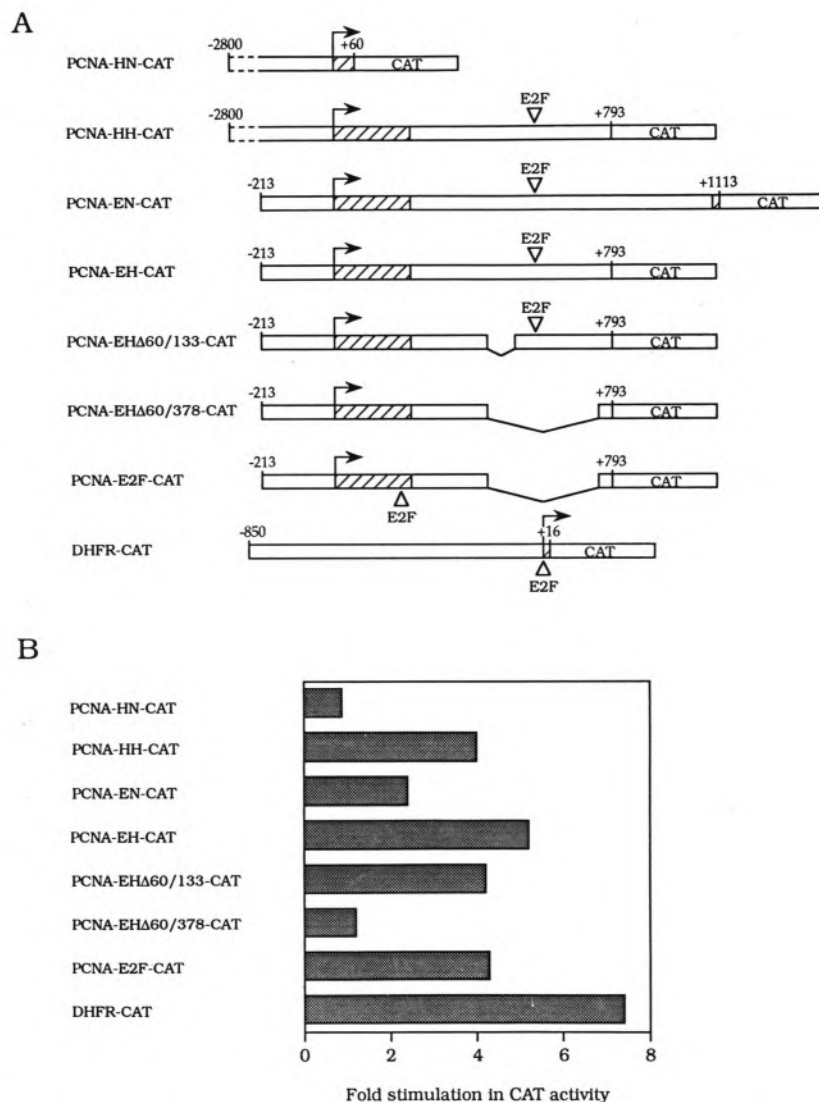 A
-2800
+60
PCNA-HN-CAT
CAT
-2800
E2F
+793
PCNA-HH-CAT
CAT
-213
E2F
+1113
PCNA-EN-CAT
CAT
-213
E2F
+793
PCNA-EH-CAT
CAT
-213
E2F
+793
PCNA-EHΔ60/133-CAT
CAT
-213
+793
PCNA-EHΔ60/378-CAT
CAT
-213
+793
PCNA-E2F-CAT
CAT
E2F
-850
+16
DHFR-CAT
CAT
E2F
B
PCNA-HN-CAT
PCNA-HH-CAT
PCNA-EN-CAT
PCNA-EH-CAT
PCNA-EHΔ60/133-CAT
PCNA-EHΔ60/378-CAT
PCNA-E2F-CAT
DHFR-CAT
0 2 4 6 8
Fold stimulation in CAT activity